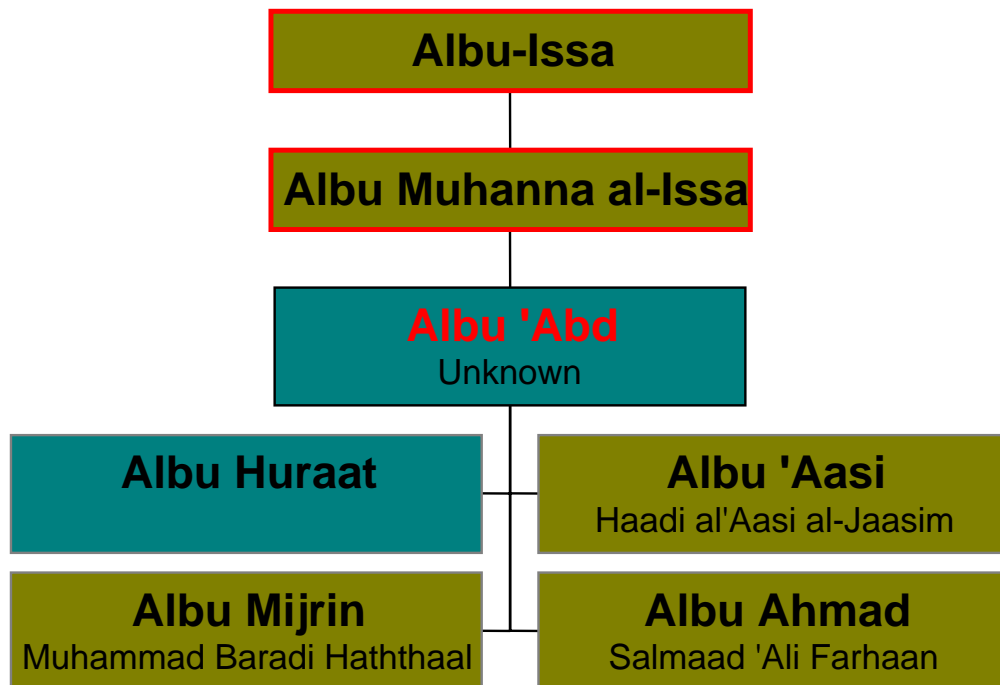 Albu-Issa
Albu Muhanna al-Issa
Albu 'Abd
Unknown
Albu Huraat
Albu 'Aasi
Haadi al'Aasi al-Jaasim
Albu Mijrin
Muhammad Baradi Haththaal
Albu Ahmad
Salmaad 'Ali Farhaan